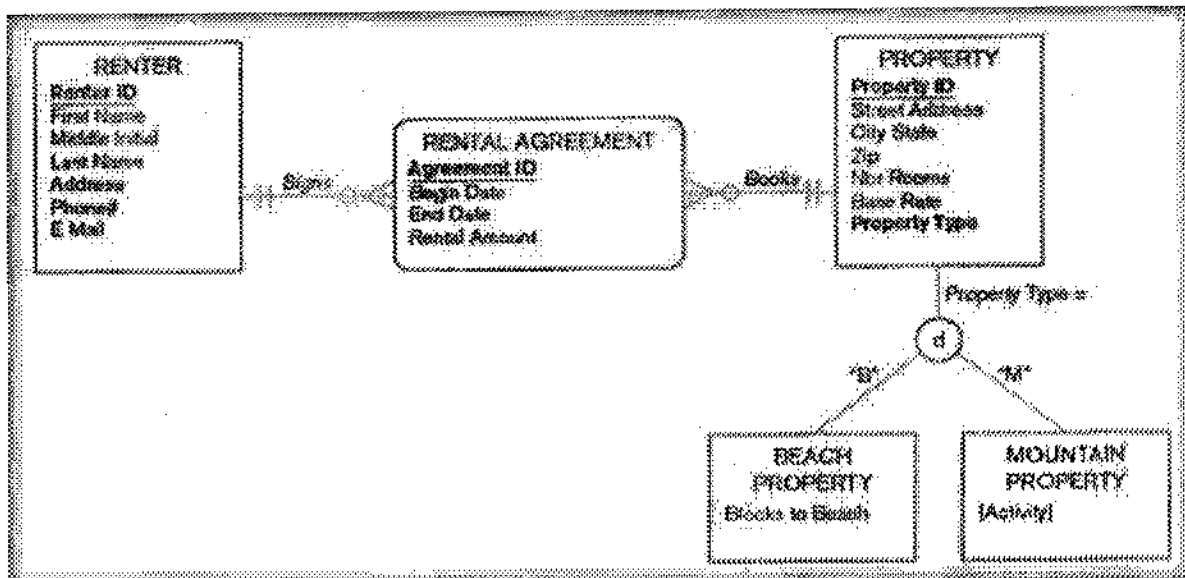 RENTER
Renter ID
First Name
Middle Initial
Last Name
Address
Phone#
E Mail
Signs
RENTAL AGREEMENT
Agreement ID
Begin Date
End Date
Rental Amount
Books
PROPERTY
Property ID
Street Address
City State
Zip
Nbr Rooms
Base Rate
Property Type
Property Type =
d
"B"
"M"
BEACH
PROPERTY
Blocks to Beach
MOUNTAIN
PROPERTY
{Activity}